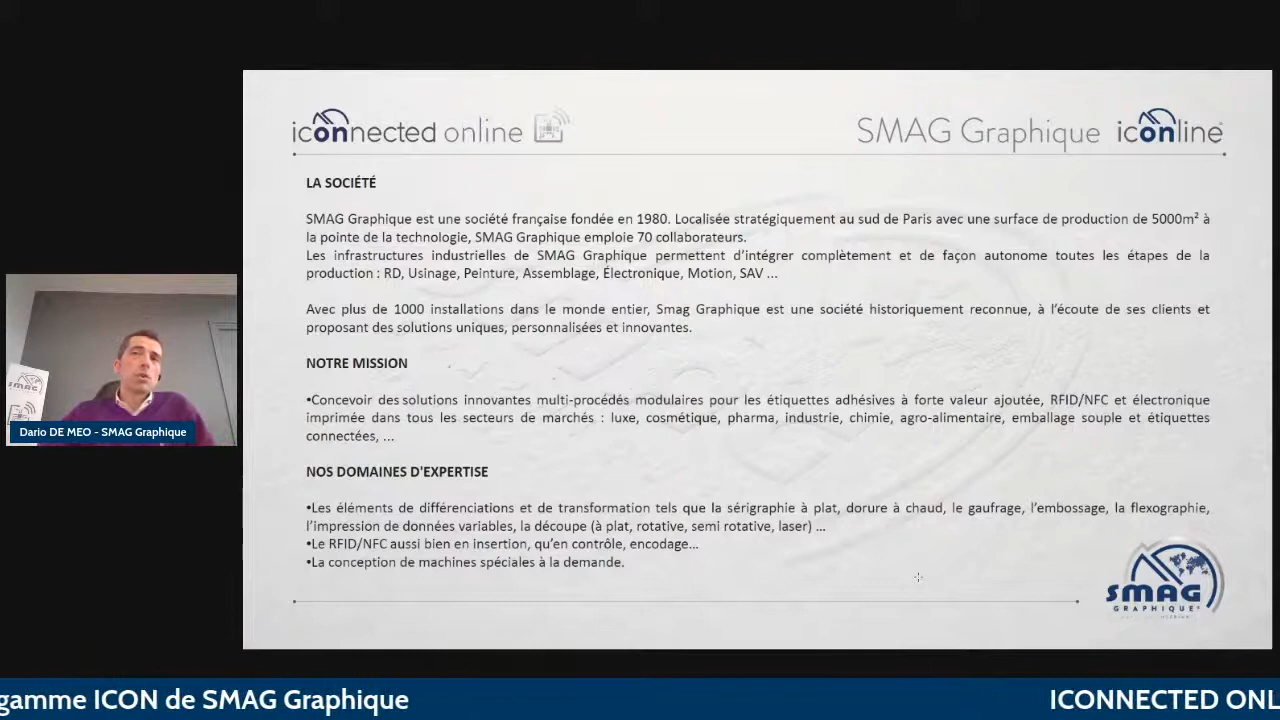 iconnected online
SMAG Graphique iconline
LA SOCIÉTÉ
SMAG Graphique est une société française fondée en 1980. Localisée stratégiquement au sud de Paris avec une surface de production de 5000m² à
la pointe de la technologie, SMAG Graphique emploie 70 collaborateurs.
Les infrastructures industrielles de SMAG Graphique permettent d’intégrer complètement et de façon autonome toutes les étapes de la
production : RD, Usinage, Peinture, Assemblage, Électronique, Motion, SAV ...
Avec plus de 1000 installations dans le monde entier, Smag Graphique est une société historiquement reconnue, à l’écoute de ses clients et
proposant des solutions uniques, personnalisées et innovantes.
NOTRE MISSION
•Concevoir des solutions innovantes multi-procédés modulaires pour les étiquettes adhésives à forte valeur ajoutée, RFID/NFC et électronique
imprimée dans tous les secteurs de marchés : luxe, cosmétique, pharma, industrie, chimie, agro-alimentaire, emballage souple et étiquettes
connectées, ...
NOS DOMAINES D'EXPERTISE
•Les éléments de différenciations et de transformation tels que la sérigraphie à plat, dorure à chaud, le gaufrage, l’embossage, la flexographie,
l’impression de données variables, la découpe (à plat, rotative, semi rotative, laser) ...
•Le RFID/NFC aussi bien en insertion, qu’en contrôle, encodage...
•La conception de machines spéciales à la demande.
SMAG
GRAPHIQUE
SMAG
Dario DE MEO - SMAG Graphique
gamme ICON de SMAG Graphique
ICONNECTED ONL